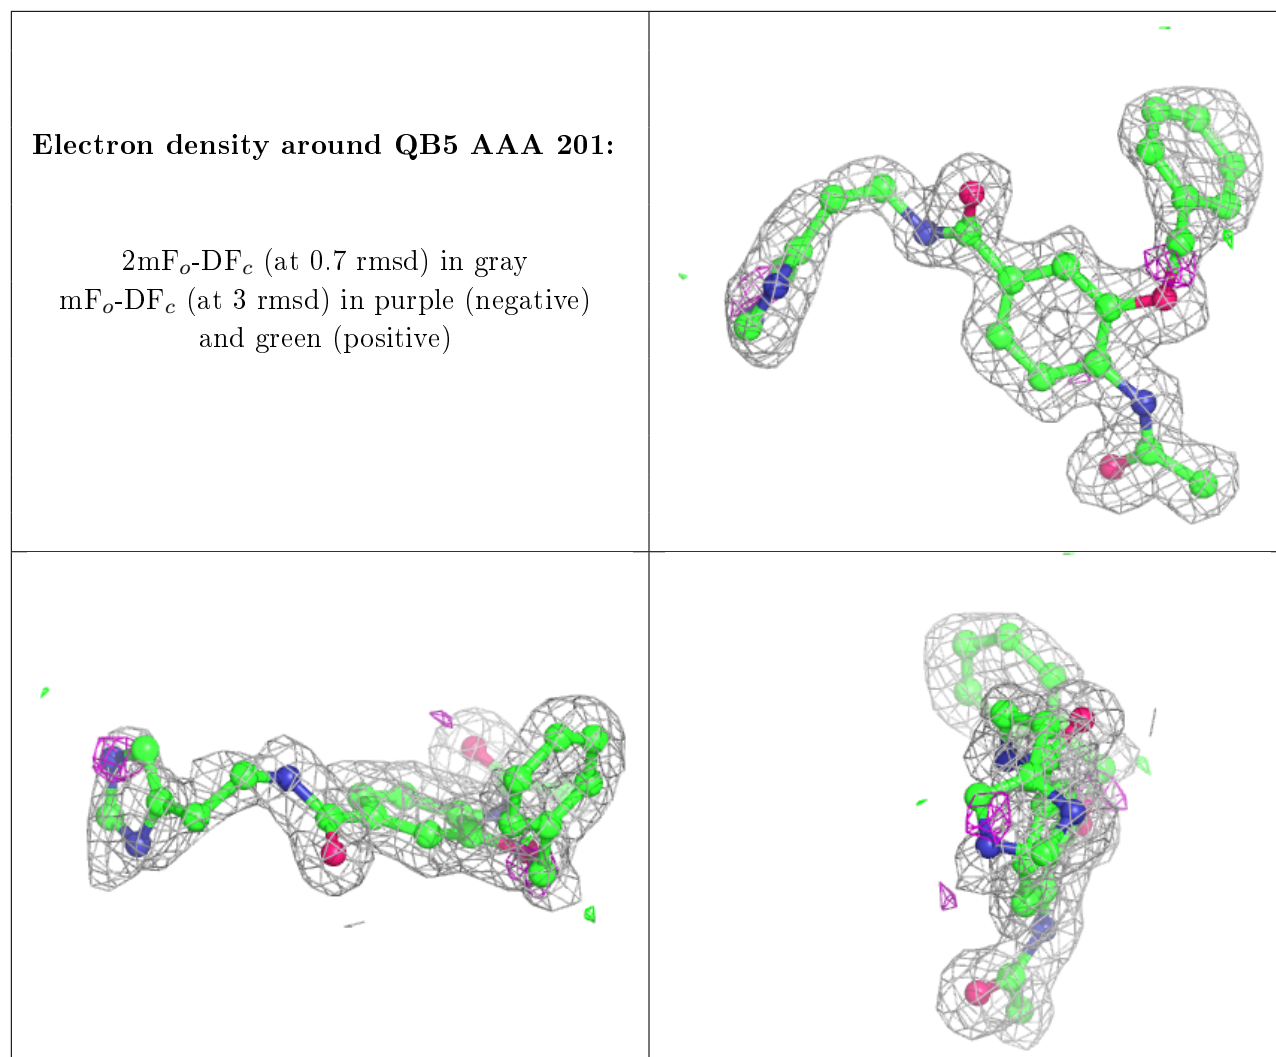 Electron density around QB5 AAA 201:
2mFₒ-DF𝒸 (at 0.7 rmsd) in gray
mFₒ-DF𝒸 (at 3 rmsd) in purple (negative)
and green (positive)